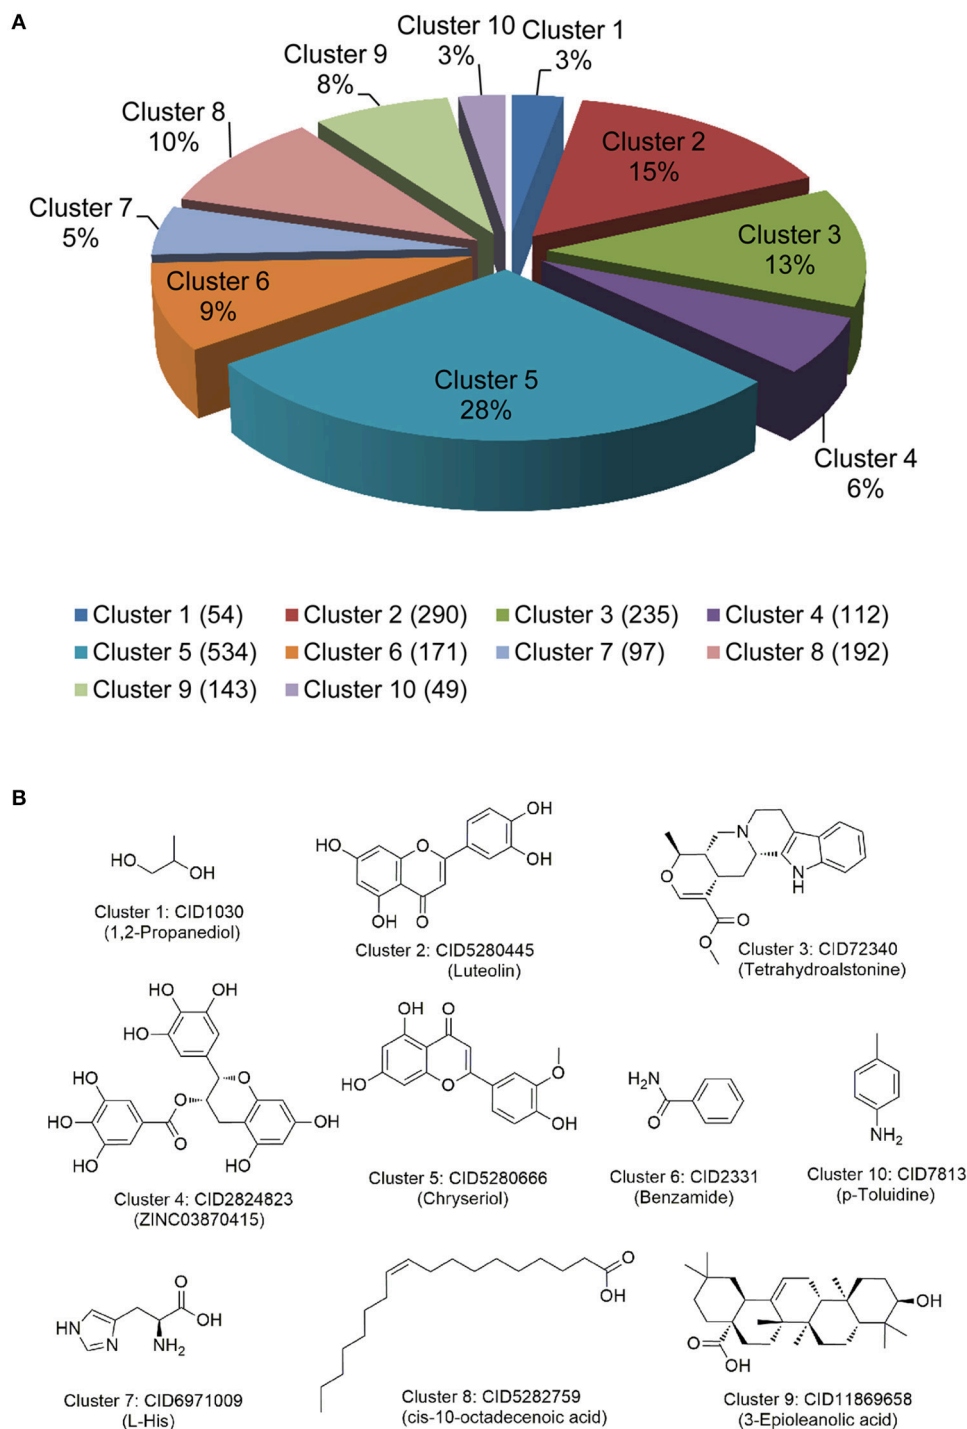 A
Cluster 10
3%
Cluster 1
3%
Cluster 9
8%
Cluster 8
10%
Cluster 2
15%
Cluster 7
5%
Cluster 3
13%
Cluster 6
9%
Cluster 5
28%
Cluster 4
6%
Cluster 1 (54) Cluster 2 (290) Cluster 3 (235) Cluster 4 (112)
Cluster 5 (534) Cluster 6 (171) Cluster 7 (97) Cluster 8 (192)
Cluster 9 (143) Cluster 10 (49)
B
HO
OH
Cluster 1: CID1030
(1,2-Propanediol)
OH
HO
O
OH
OH
O
Cluster 2: CID5280445
(Luteolin)
N
O
N
H
O
O
Cluster 3: CID72340
(Tetrahydroalstonine)
HO
OH
HO
O
HO
O
HO
O
OH
OH
OH
Cluster 4: CID2824823
(ZINC03870415)
OH
O
HO
O
O
OH
Cluster 5: CID5280666
(Chryseriol)
H2N
O
Cluster 6: CID2331
(Benzamide)
NH2
Cluster 10: CID7813
(p-Toluidine)
O
HN
N
OH
NH2
Cluster 7: CID6971009
(L-His)
O
OH
Cluster 8: CID5282759
(cis-10-octadecenoic acid)
OH
O
OH
Cluster 9: CID11869658
(3-Epioleanolic acid)